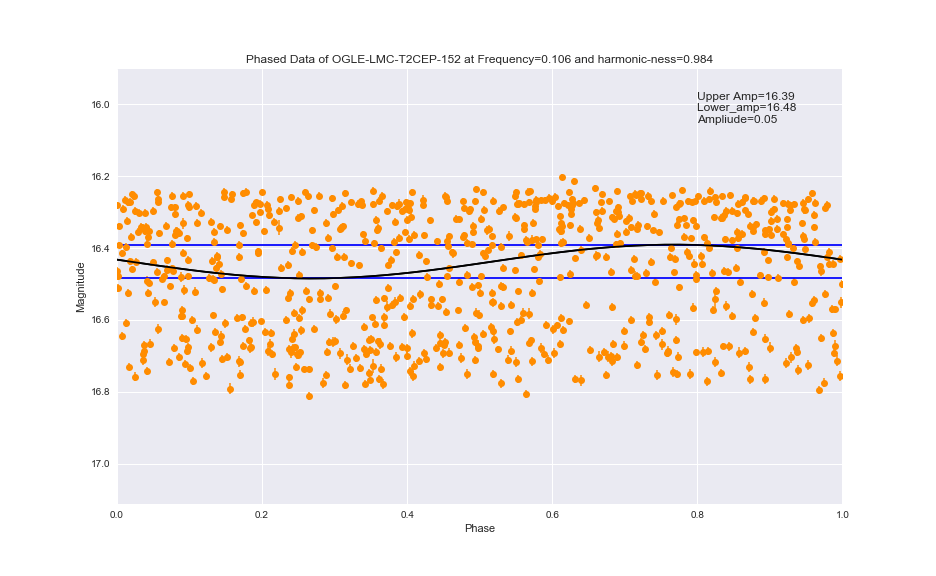 Phased Data of OGLE-LMC-T2CEP-152 at Frequency=0.106 and harmonic-ness=0.984
Upper Amp=16.39
Lower_amp=16.48
Ampliude=0.05
16.0
16.2
16.4
16.6
16.8
17.0
Magnitude
0.0
0.2
0.4
0.6
0.8
1.0
Phase